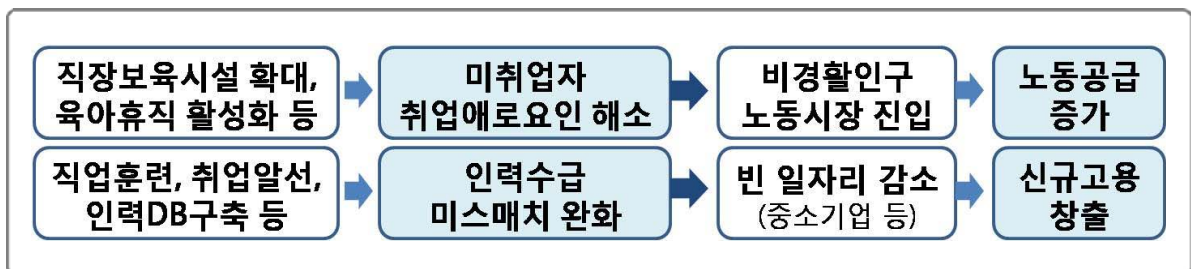 직장보육시설 확대,
육아휴직 활성화 등
미취업자
취업애로요인 해소
비경활인구
노동시장 진입
노동공급
증가
직업훈련, 취업알선,
인력DB구축 등
인력수급
미스매치 완화
빈 일자리 감소
(중소기업 등)
신규고용
창출